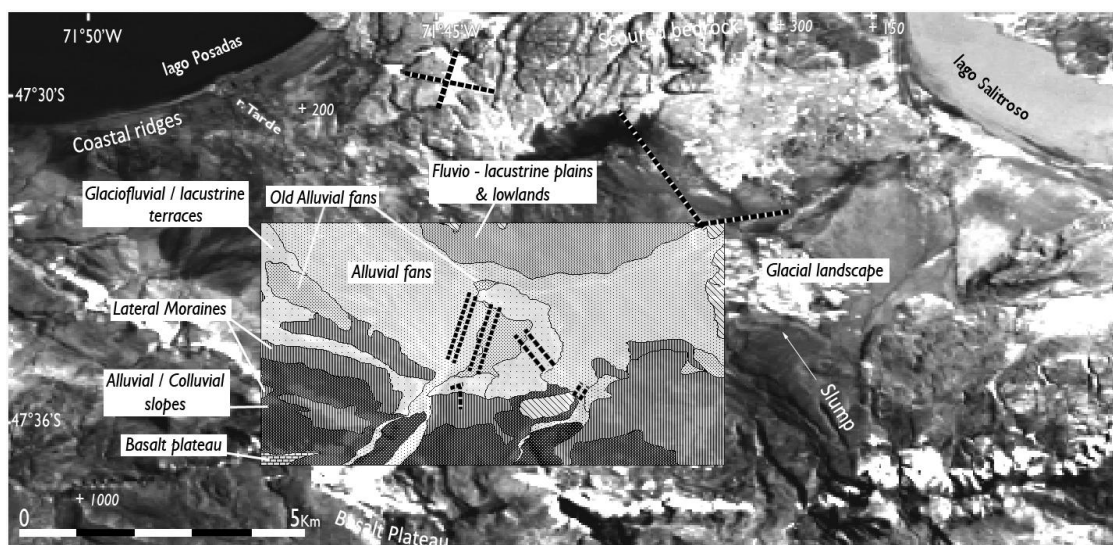 71°50'W
71°45'W
Scoured bedrock
+ 300
+ 150
lago Posadas
lago Salitroso
47°30'S
r. Tarde
+ 200
Coastal ridges
Fluvio - lacustrine plains
& lowlands
Glaciofluvial / lacustrine
terraces
Old Alluvial fans
Alluvial fans
Glacial landscape
Lateral Moraines
Alluvial / Colluvial
slopes
Slump
47°36'S
Basalt plateau
+ 1000
0
5Km
Basalt Plateau